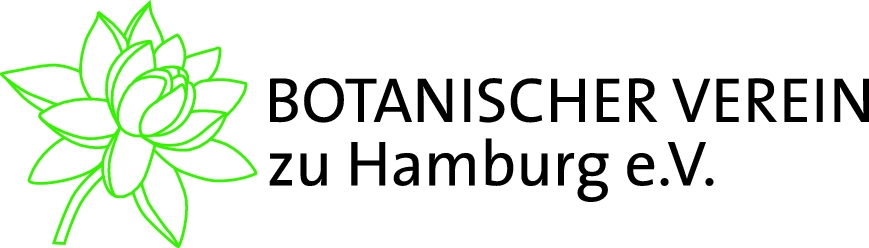 BOTANISCHER VEREIN
zu Hamburg e.V.